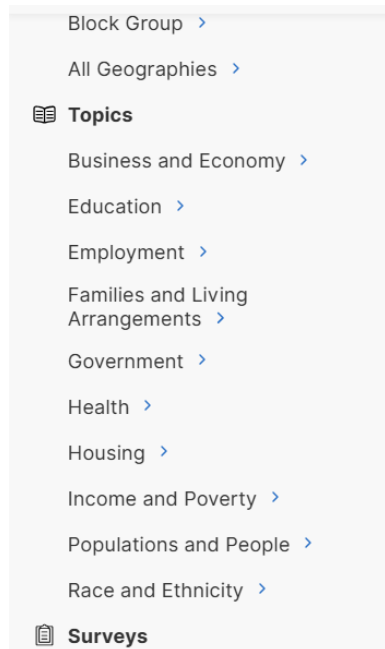 Block Group
All Geographies
Topics
Business and Economy
Education
Employment
Families and Living
Arrangements
Government
Health
Housing
Income and Poverty
Populations and People
Race and Ethnicity
Surveys